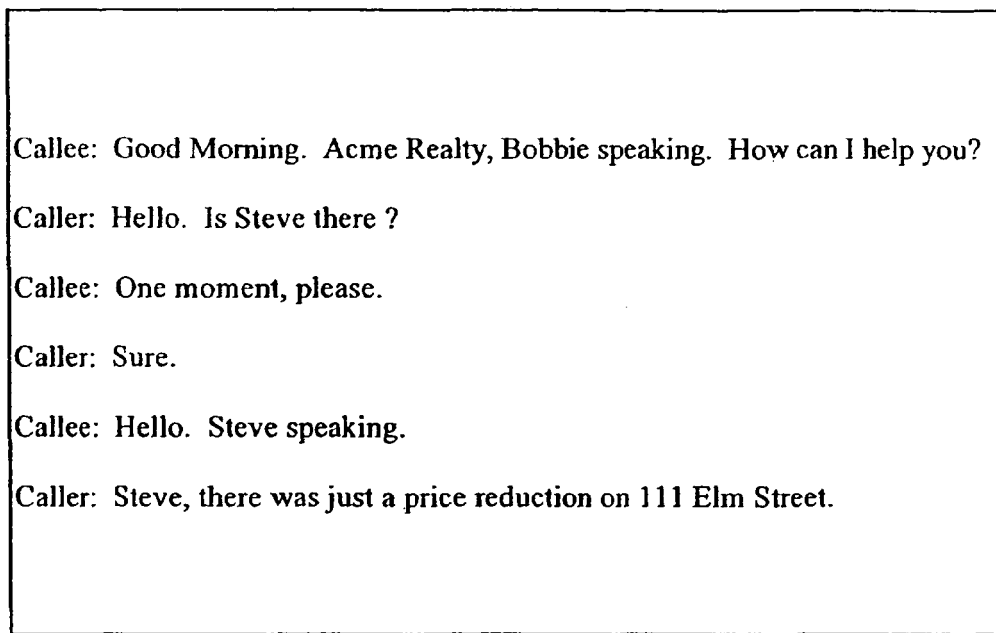 Callee: Good Morning. Acme Realty, Bobbie speaking. How can I help you?
Caller: Hello. Is Steve there ?
Callee: One moment, please.
Caller: Sure.
Callee: Hello. Steve speaking.
Caller: Steve, there was just a price reduction on 111 Elm Street.